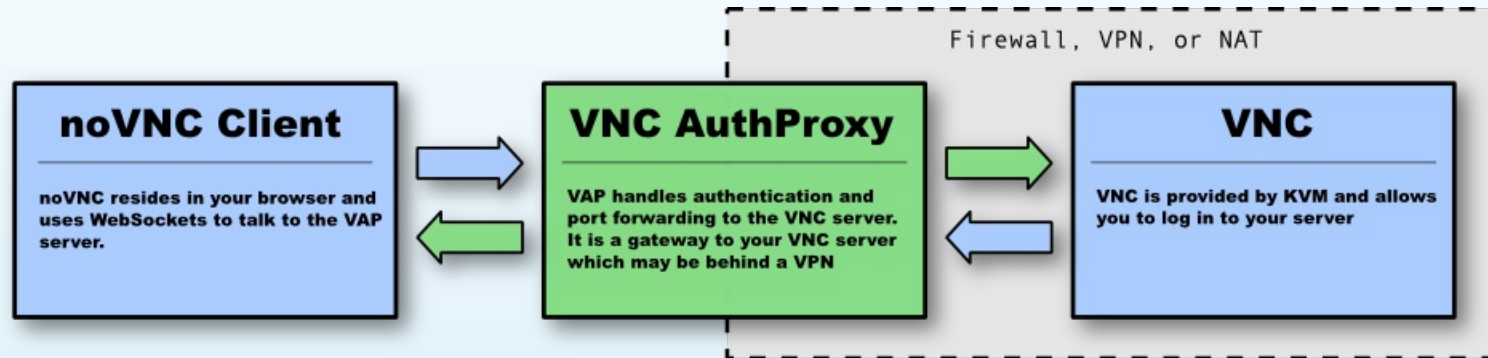 Firewall, VPN, or NAT
noVNC Client
noVNC resides in your browser and
uses WebSockets to talk to the VAP
server.
VNC AuthProxy
VAP handles authentication and
port forwarding to the VNC server.
It is a gateway to your VNC server
which may be behind a VPN
VNC
VNC is provided by KVM and allows
you to log in to your server